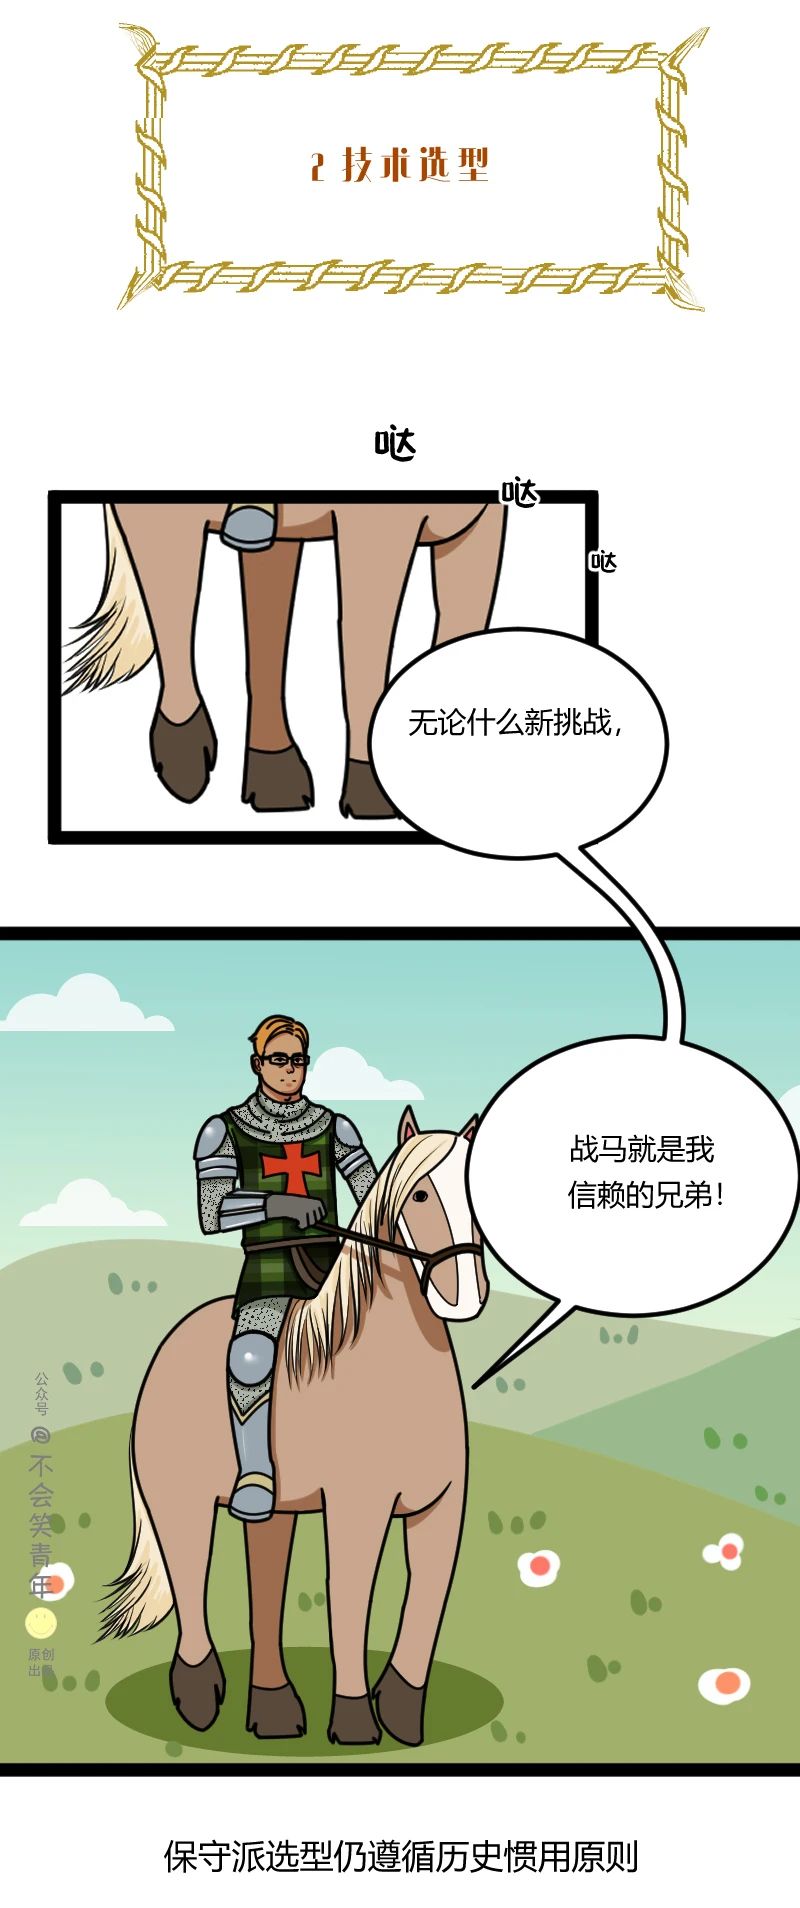 2 技术选型
哒
哒
哒
无论什么新挑战，
战马就是我
信赖的兄弟！
公众号
@不会笑青年
原创
出品
保守派选型仍遵循历史惯用原则